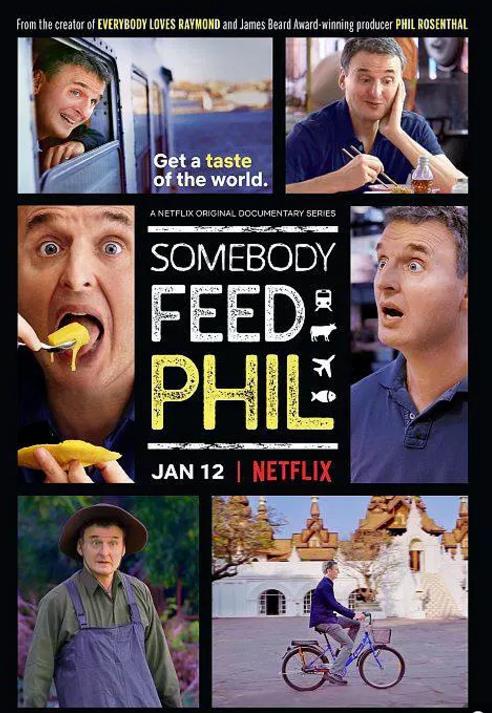 From the creator of EVERYBODY LOVES RAYMOND and James Beard Award-winning producer PHIL ROSENTHAL
Get a taste
of the world.
A NETFLIX ORIGINAL DOCUMENTARY SERIES
SOMEBODY
FEED
PHIL
JAN 12 | NETFLIX